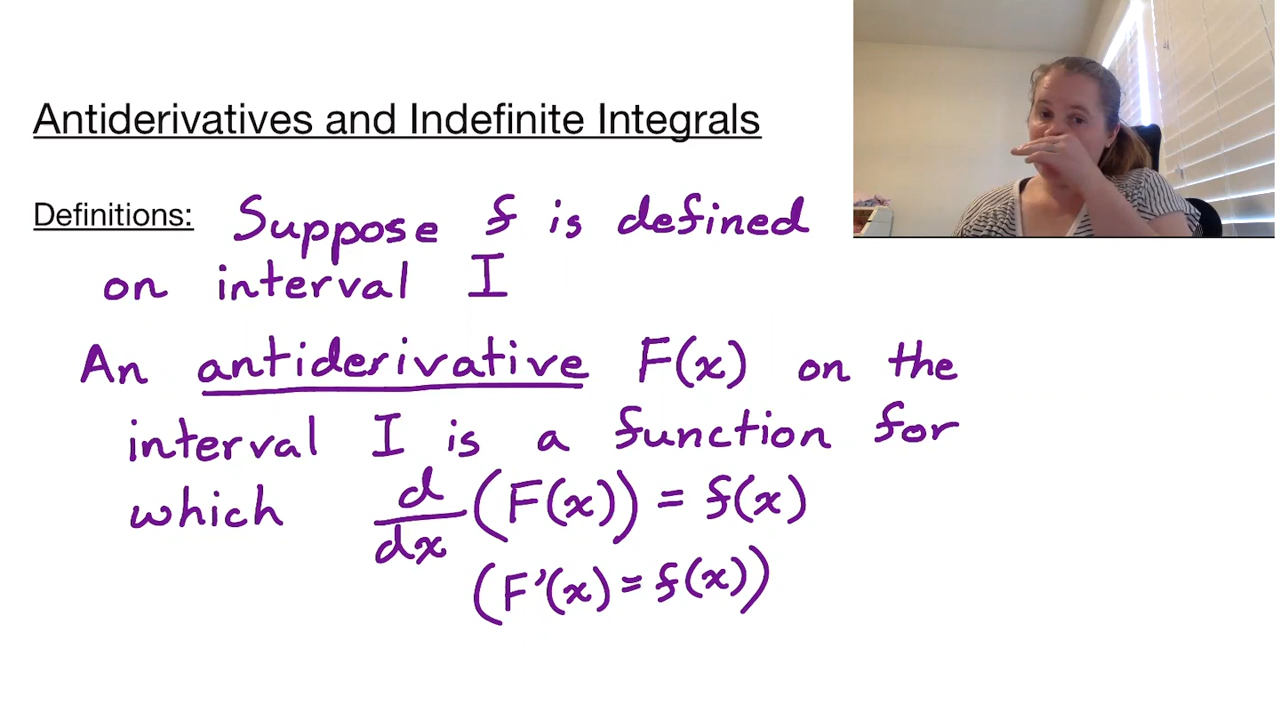 Antiderivatives and Indefinite Integrals
Definitions: Suppose f is defined
on interval I
An antiderivative F(x) on the
interval I is a function for
which d/dx (F(x)) = f(x)
(F'(x) = f(x))